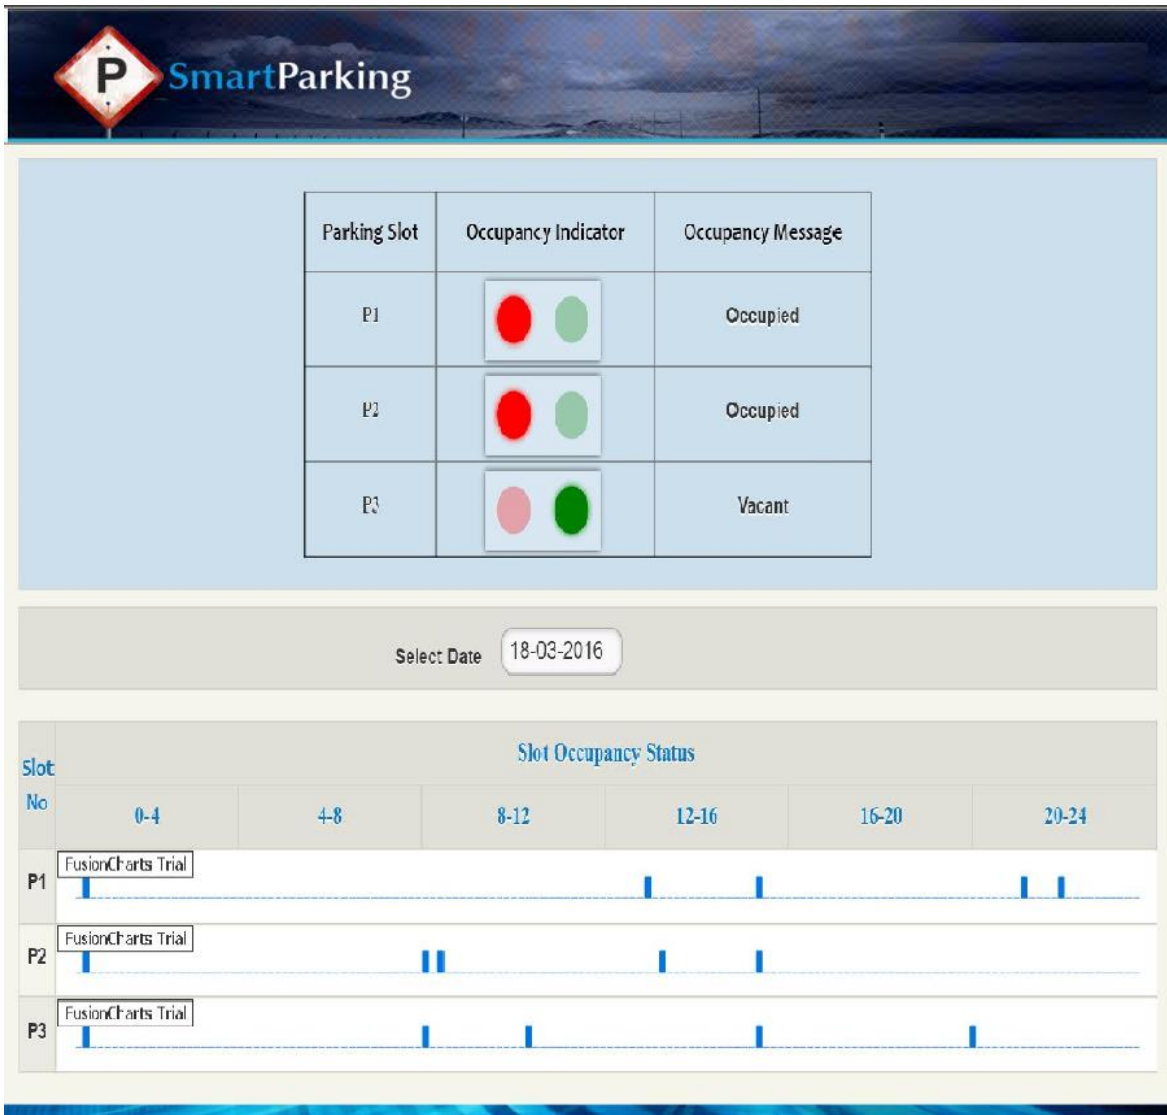 P SmartParking
Parking Slot Occupancy Indicator Occupancy Message
P1 Occupied
P2 Occupied
P3 Vacant
Select Date 18-03-2016
Slot No Slot Occupancy Status
0-4 4-8 8-12 12-16 16-20 20-24
FusionCharts Trial
P1
FusionCharts Trial
P2
FusionCharts Trial
P3